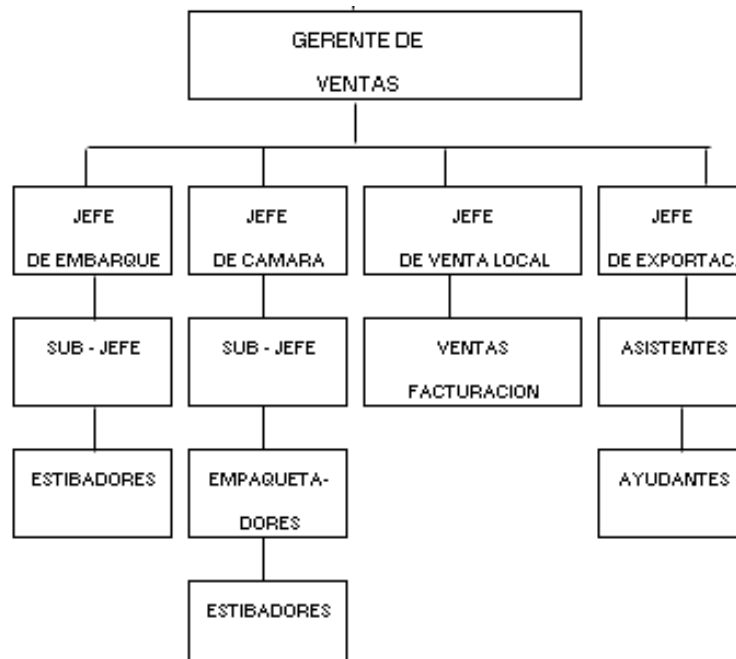 GERENTE DE
VENTAS
JEFE
DE EMBARQUE
JEFE
DE CAMARA
JEFE
DE VENTA LOCAL
JEFE
DE EXPORTAC.
SUB - JEFE
SUB - JEFE
VENTAS
FACTURACION
ASISTENTES
ESTIBADORES
EMPAQUETA-
DORES
AYUDANTES
ESTIBADORES